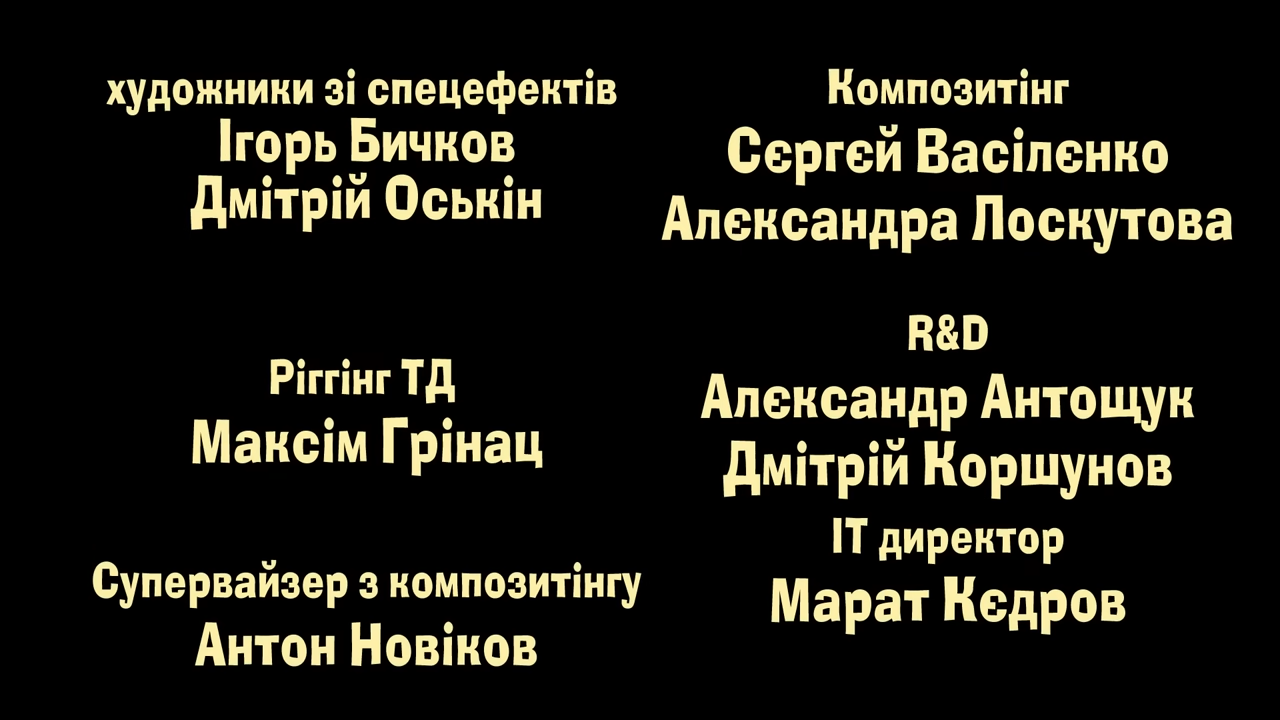 художники зі спецефектів
Ігорь Бичков
Дмітрій Оськін
Ріггінг ТД
Максім Грінац
Супервайзер з композитінгу
Антон Новіков
Композитінг
Сєргєй Васілєнко
Алєксандра Лоскутова
R&D
Алєксандр Антощук
Дмітрій Коршунов
ІТ директор
Марат Кєдров